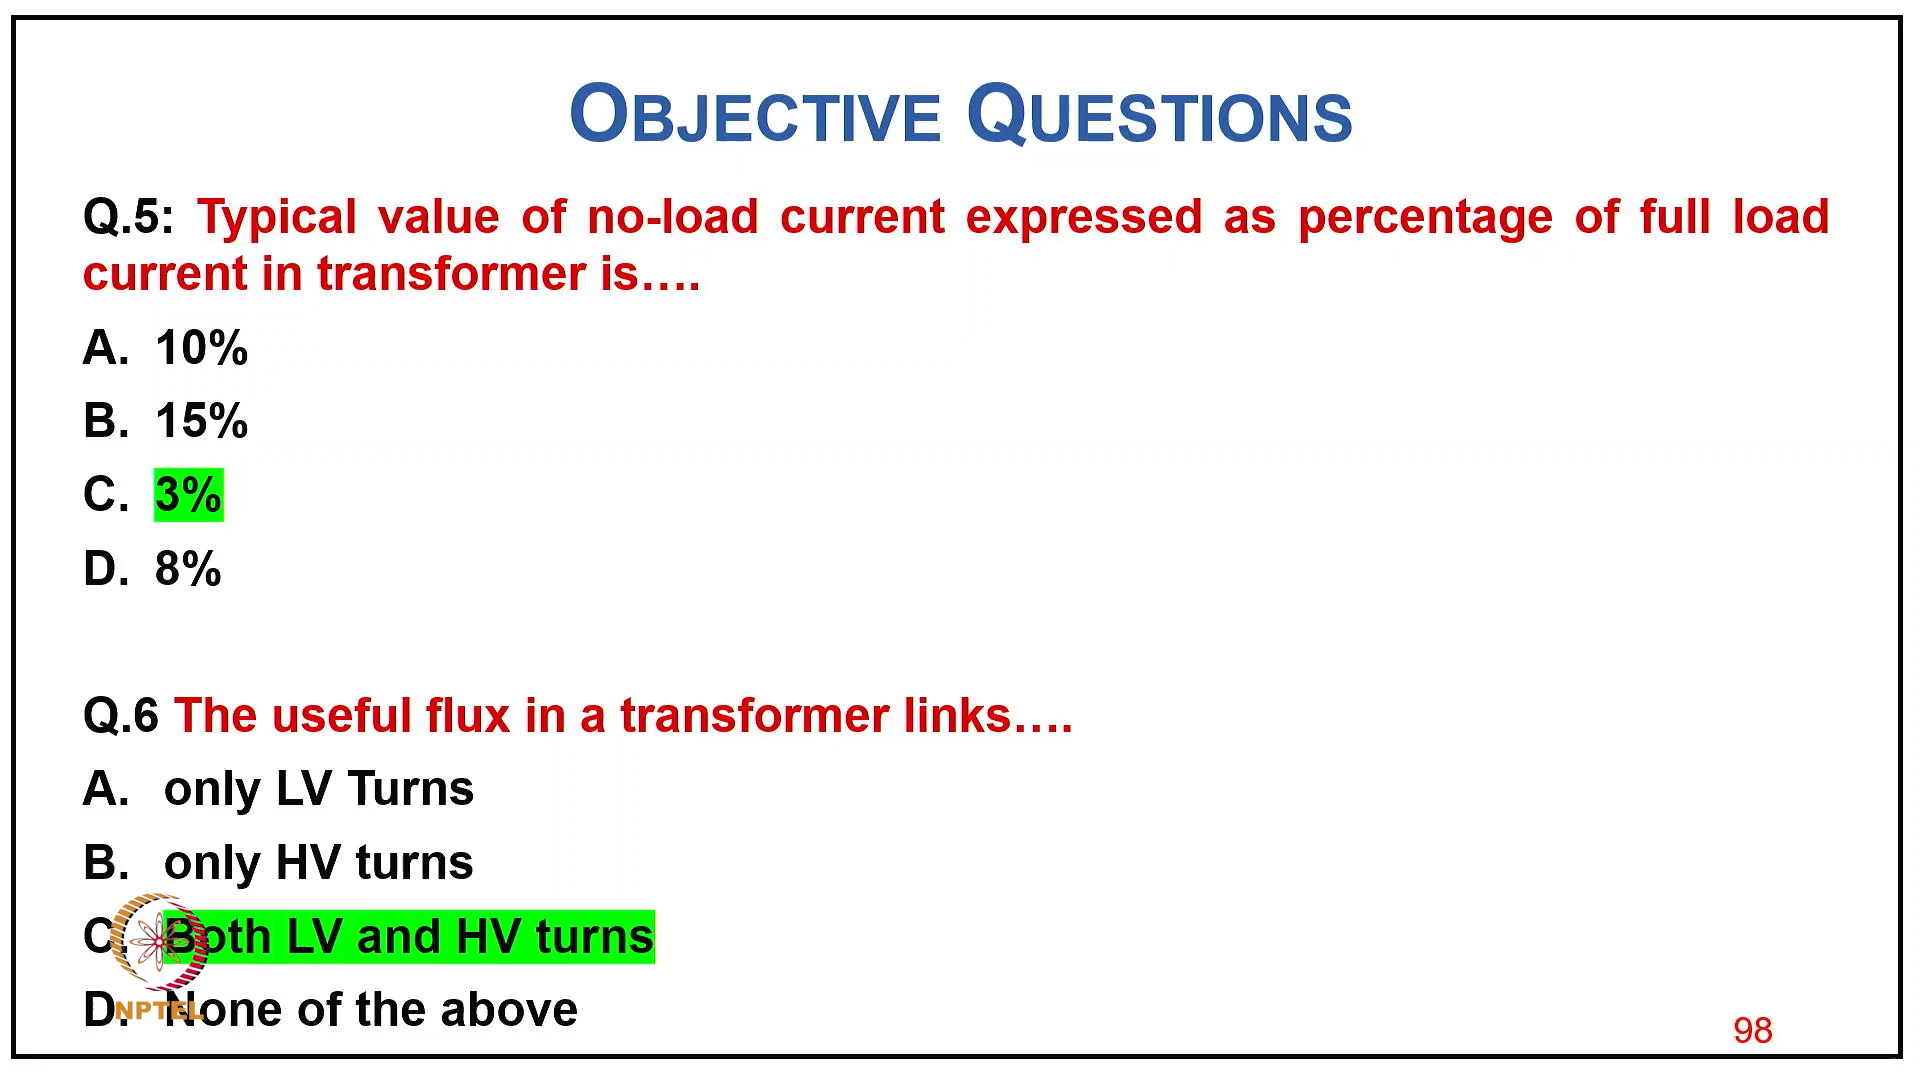 OBJECTIVE QUESTIONS
Q.5: Typical value of no-load current expressed as percentage of full load
current in transformer is….
A. 10%
B. 15%
C. 3%
D. 8%
Q.6 The useful flux in a transformer links….
A. only LV Turns
B. only HV turns
C. Both LV and HV turns
D. None of the above
NPTEL
98